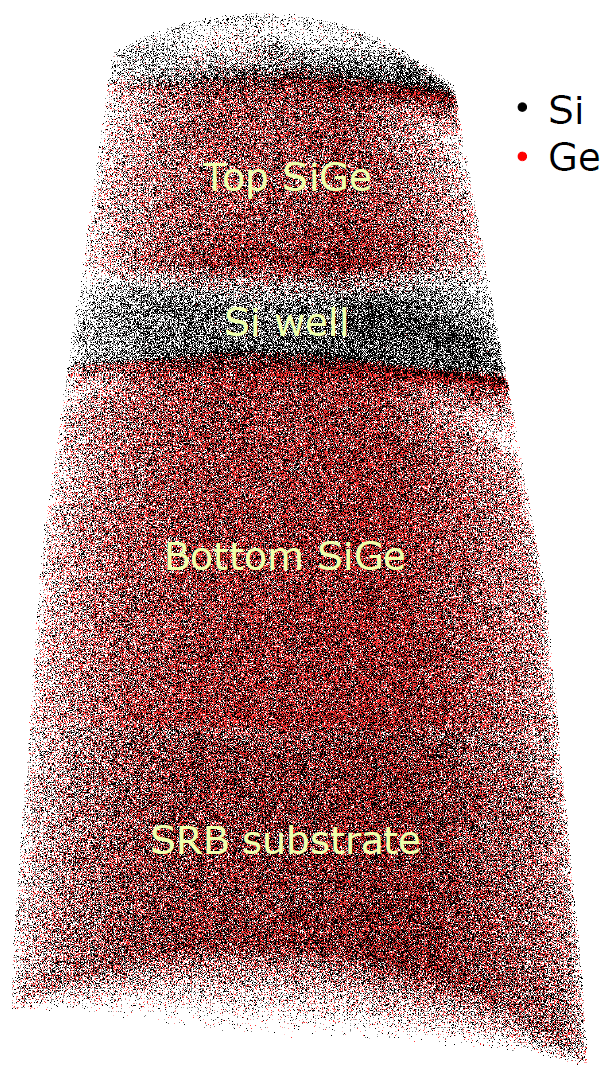 Si
Ge
Top SiGe
Si well
Bottom SiGe
SRB substrate